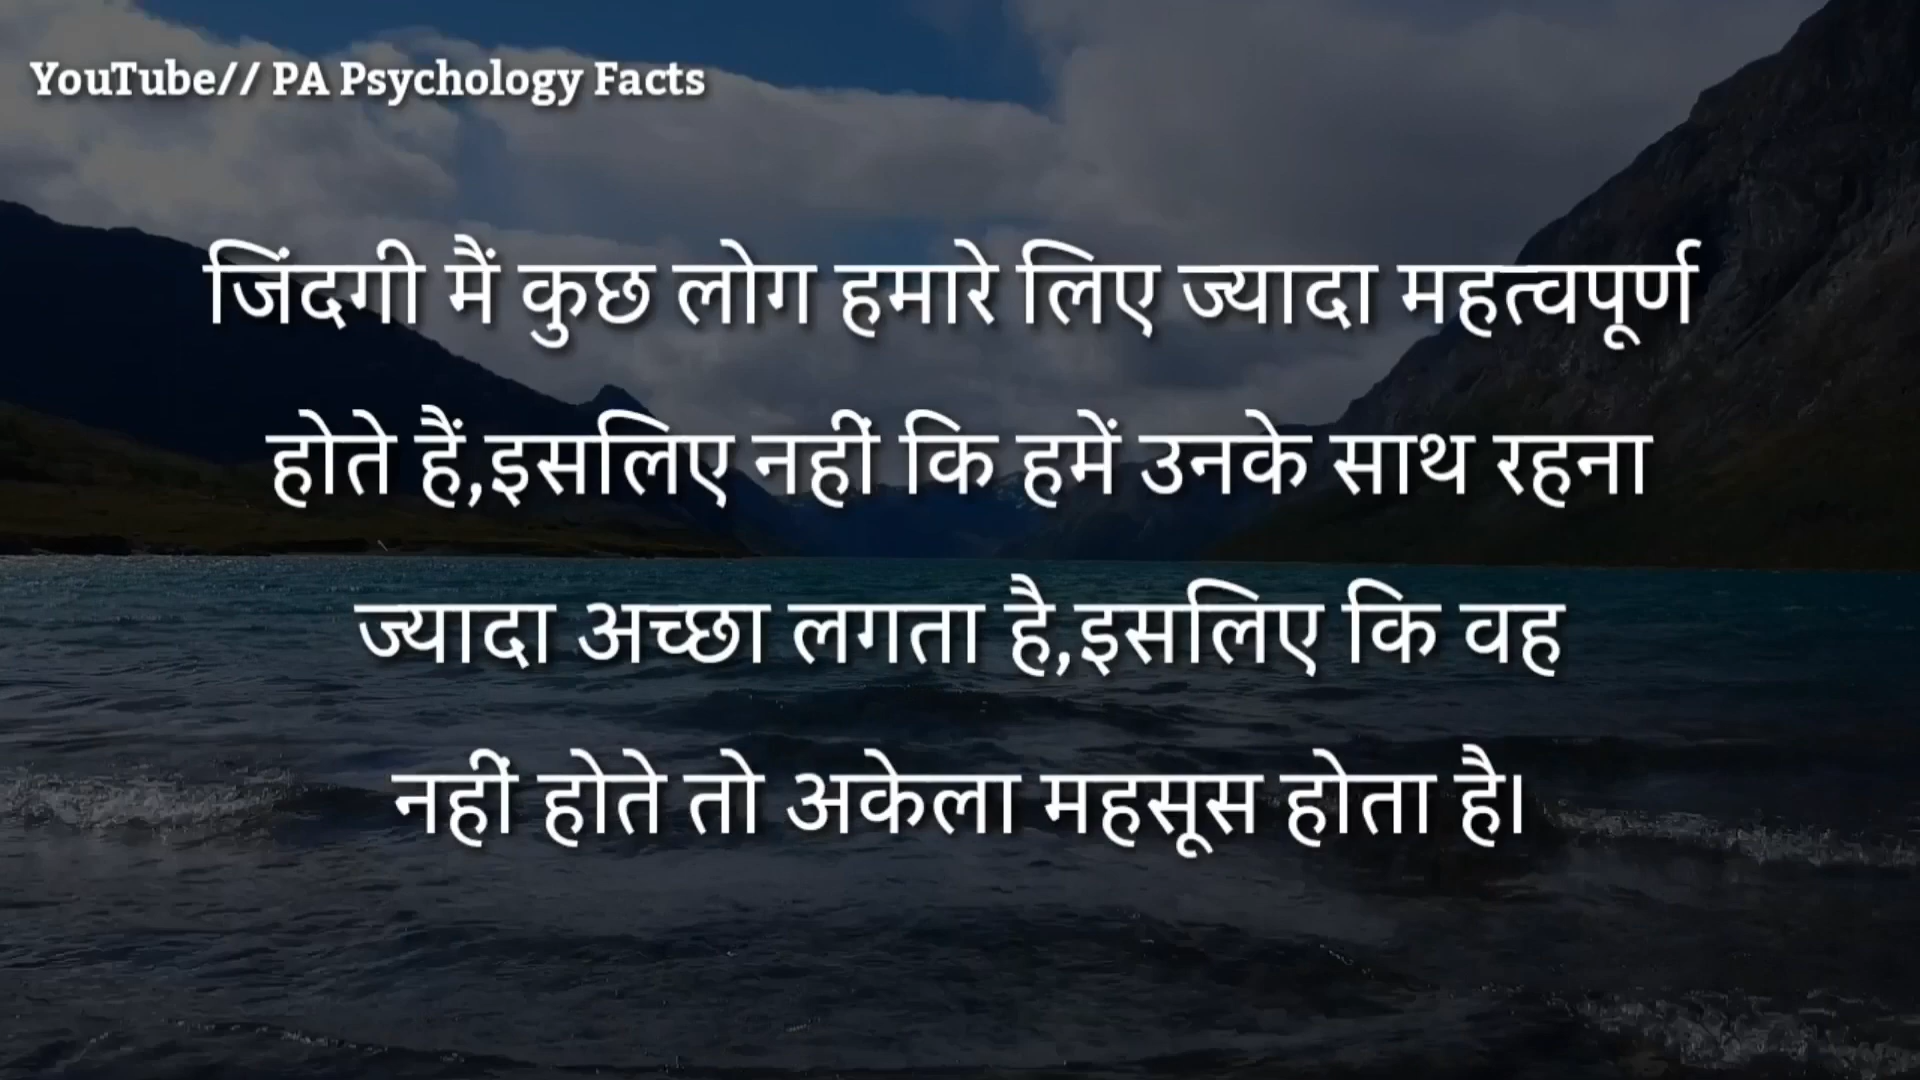 YouTube// PA Psychology Facts
जिंदगी मैं कुछ लोग हमारे लिए ज्यादा महत्वपूर्ण
होते हैं,इसलिए नहीं कि हमें उनके साथ रहना
ज्यादा अच्छा लगता है,इसलिए कि वह
नहीं होते तो अकेला महसूस होता है।